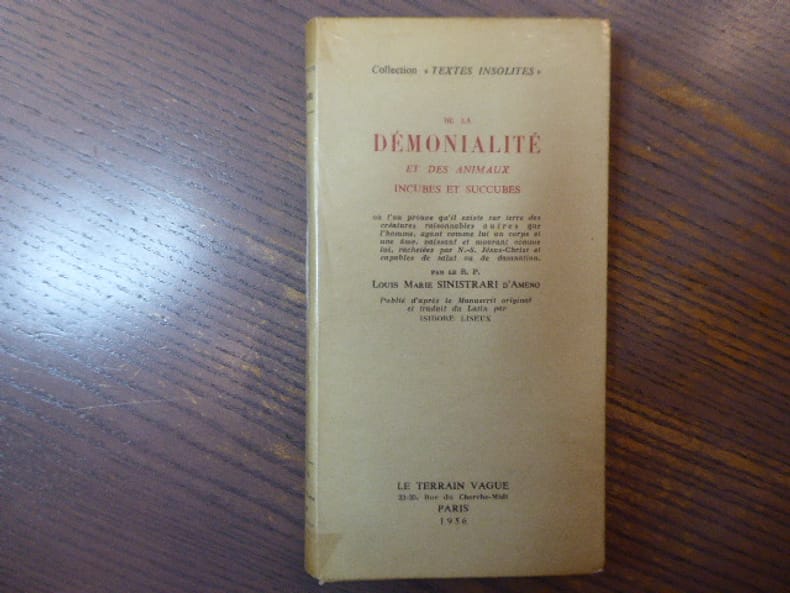 Collection « TEXTES INSOLITES »
DE LA
DÉMONIALITÉ
ET DES ANIMAUX
INCUBES ET SUCCUBES
où l'on prouve qu'il existe sur terre des
créatures raisonnables autres que
l'homme, ayant comme lui un corps et
une âme, naissant et mourant comme
lui, rachetées par N.-S. Jésus-Christ et
capables de salut ou de damnation.
PAR LE R. P.
LOUIS MARIE SINISTRARI D'AMENO
Publié d'après le Manuscrit original
et traduit du Latin par
ISIDORE LISEUX
LE TERRAIN VAGUE
Rue du Cherche-Midi
PARIS
1956